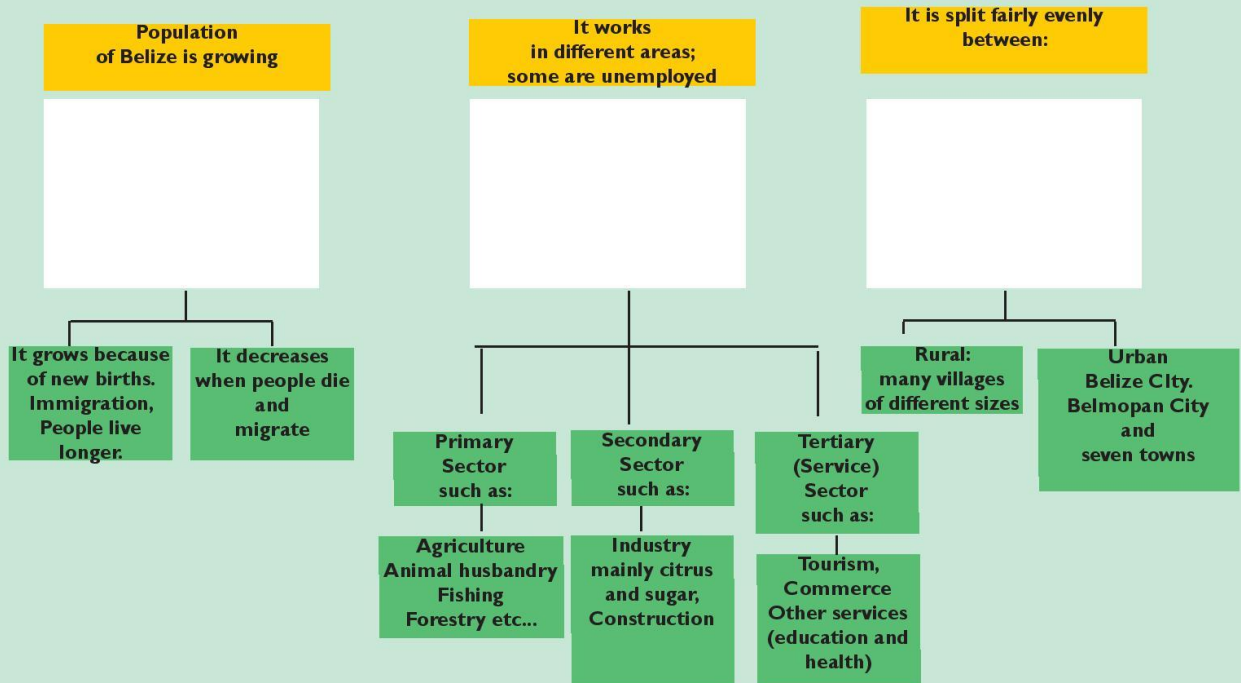 Population
of Belize is growing
It grows because
of new births.
Immigration,
People live
longer.
It decreases
when people die
and
migrate
It works
in different areas;
some are unemployed
Primary
Sector
such as:
Agriculture
Animal husbandry
Fishing
Forestry etc...
Secondary
Sector
such as:
Industry
mainly citrus
and sugar,
Construction
Tertiary
(Service)
Sector
such as:
Tourism,
Commerce
Other services
(education and
health)
It is split fairly evenly
between:
Rural:
many villages
of different sizes
Urban
Belize CIty.
Belmopan City
and
seven towns